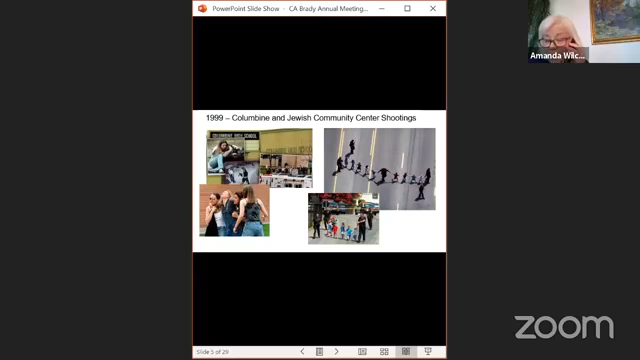 PowerPoint Slide Show - CA Brady Annual Meeting...
Amanda Wilc...
1999 – Columbine and Jewish Community Center Shootings
COLUMBINE HIGH SCHOOL
Slide 5 of 29
zoom